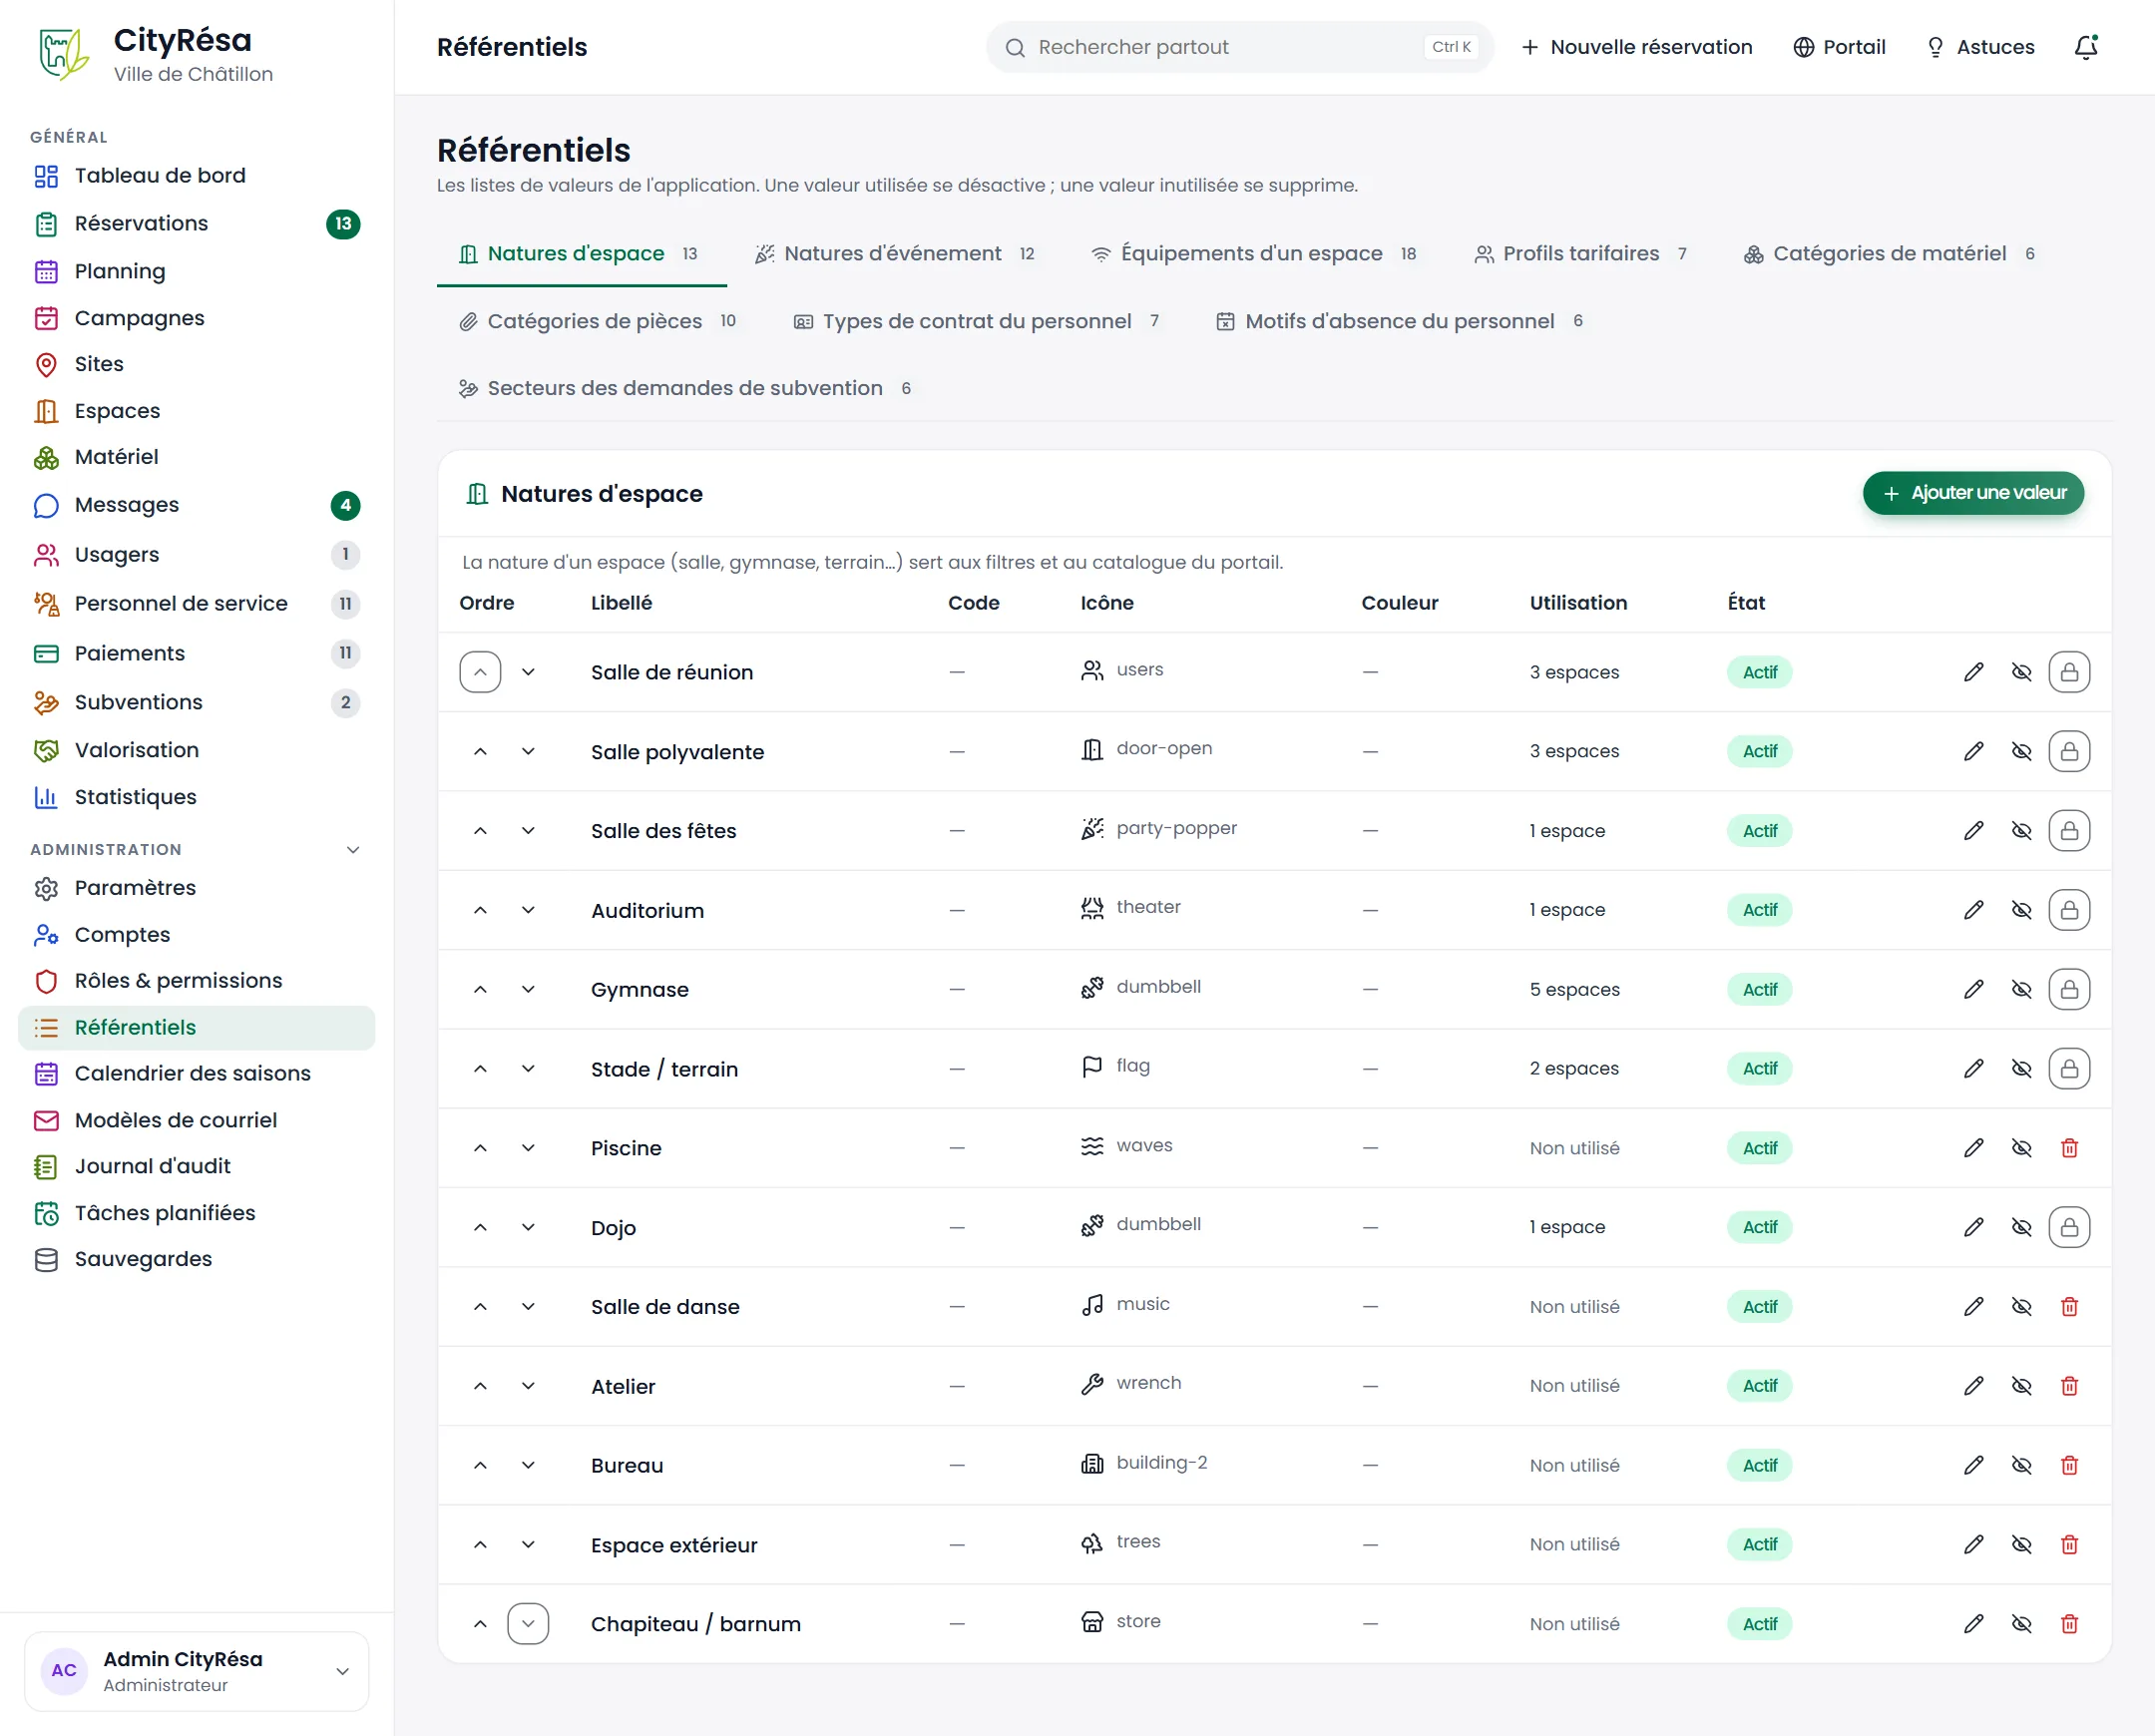 CityRésa
Ville de Châtillon
GÉNÉRAL
Tableau de bord
Réservations 13
Planning
Campagnes
Sites
Espaces
Matériel
Messages 4
Usagers 1
Personnel de service 11
Paiements 11
Subventions 2
Valorisation
Statistiques
ADMINISTRATION
Paramètres
Comptes
Rôles & permissions
Référentiels
Calendrier des saisons
Modèles de courriel
Journal d'audit
Tâches planifiées
Sauvegardes
AC
Admin CityRésa
Administrateur
Référentiels
Rechercher partout Ctrl K
Nouvelle réservation
Portail
Astuces
Référentiels
Les listes de valeurs de l'application. Une valeur utilisée se désactive ; une valeur inutilisée se supprime.
Natures d'espace 13 Natures d'événement 12 Équipements d'un espace 18 Profils tarifaires 7 Catégories de matériel 6
Catégories de pièces 10 Types de contrat du personnel 7 Motifs d'absence du personnel 6
Secteurs des demandes de subvention 6
Natures d'espace
Ajouter une valeur
La nature d'un espace (salle, gymnase, terrain...) sert aux filtres et au catalogue du portail.
Ordre Libellé Code Icône Couleur Utilisation État
Salle de réunion — users — 3 espaces Actif
Salle polyvalente — door-open — 3 espaces Actif
Salle des fêtes — party-popper — 1 espace Actif
Auditorium — theater — 1 espace Actif
Gymnase — dumbbell — 5 espaces Actif
Stade / terrain — flag — 2 espaces Actif
Piscine — waves — Non utilisé Actif
Dojo — dumbbell — 1 espace Actif
Salle de danse — music — Non utilisé Actif
Atelier — wrench — Non utilisé Actif
Bureau — building-2 — Non utilisé Actif
Espace extérieur — trees — Non utilisé Actif
Chapiteau / barnum — store — Non utilisé Actif